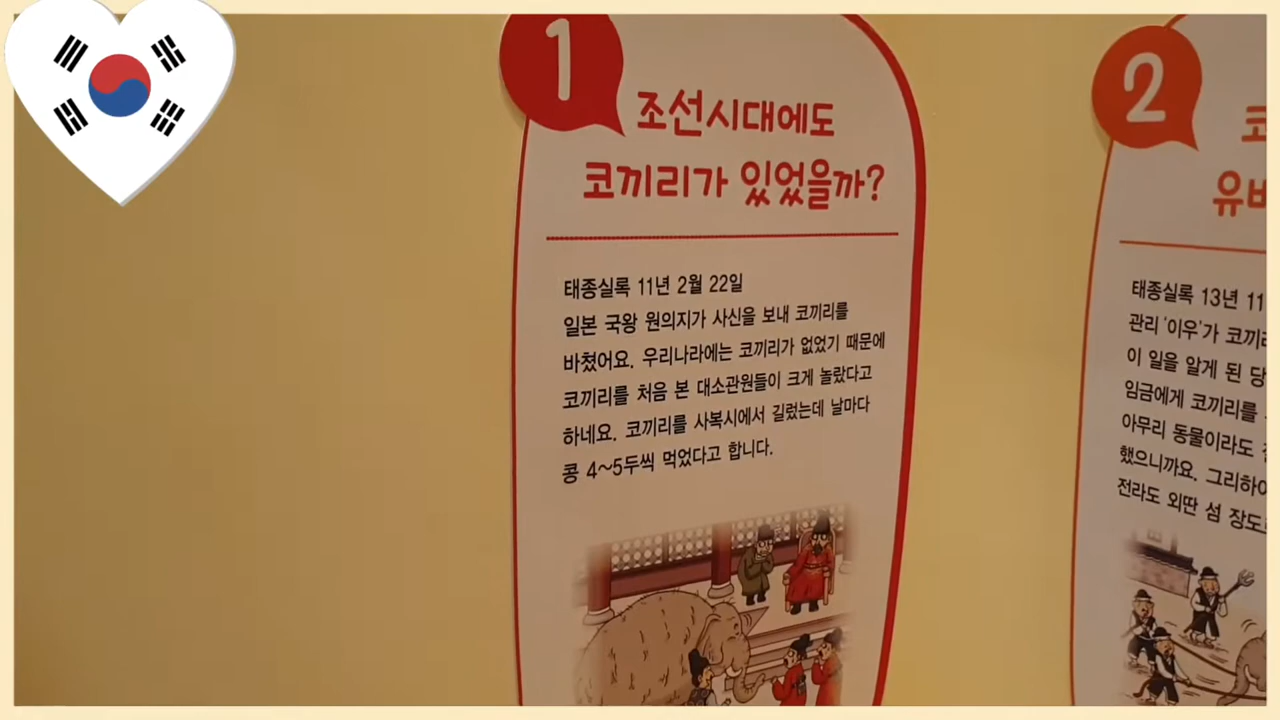 1
조선시대에도
코끼리가 있었을까?
태종실록 11년 2월 22일
일본 국왕 원의지가 사신을 보내 코끼리를
바쳤어요. 우리나라에는 코끼리가 없었기 때문에
코끼리를 처음 본 대소관원들이 크게 놀랐다고
하네요. 코끼리를 사복시에서 길렀는데 날마다
콩 4~5두씩 먹었다고 합니다.
2
태종실록 13년 11
관리 '이우'가
이 일을 알게 된
임금에게 코끼리를
아무리 동물이라도
했으니까요. 그리하여
전라도 외딴 섬